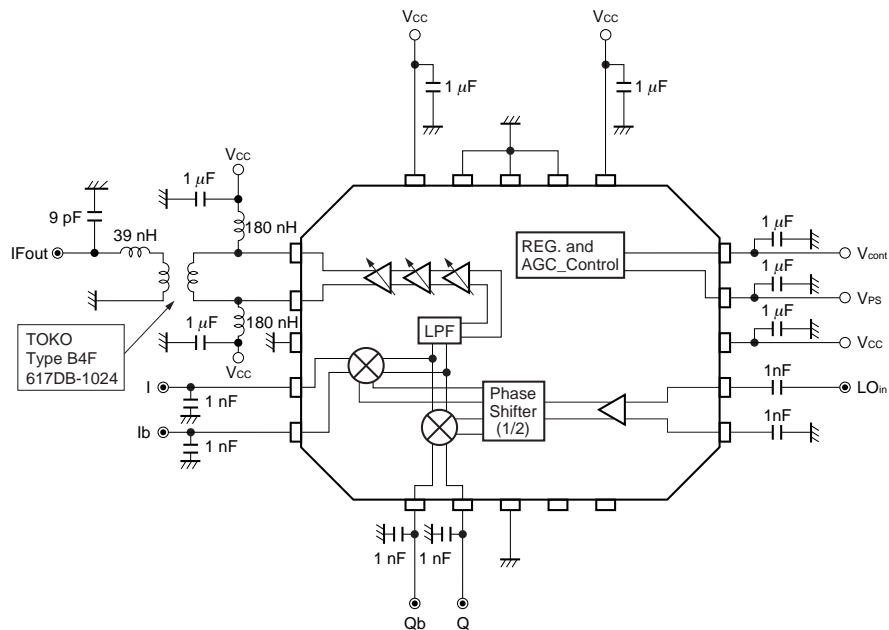 VCC
VCC
1 μF
1 μF
VCC
1 μF
9 pF
39 nH
180 nH
IFout
REG. and
AGC_Control
1 μF
Vcont
1 μF
VPS
1 μF
VCC
TOKO
Type B4F
617DB-1024
1 μF
180 nH
VCC
LPF
I
1 nF
Ib
1 nF
Phase
Shifter
(1/2)
1nF
LOin
1nF
1 nF
1 nF
Qb
Q